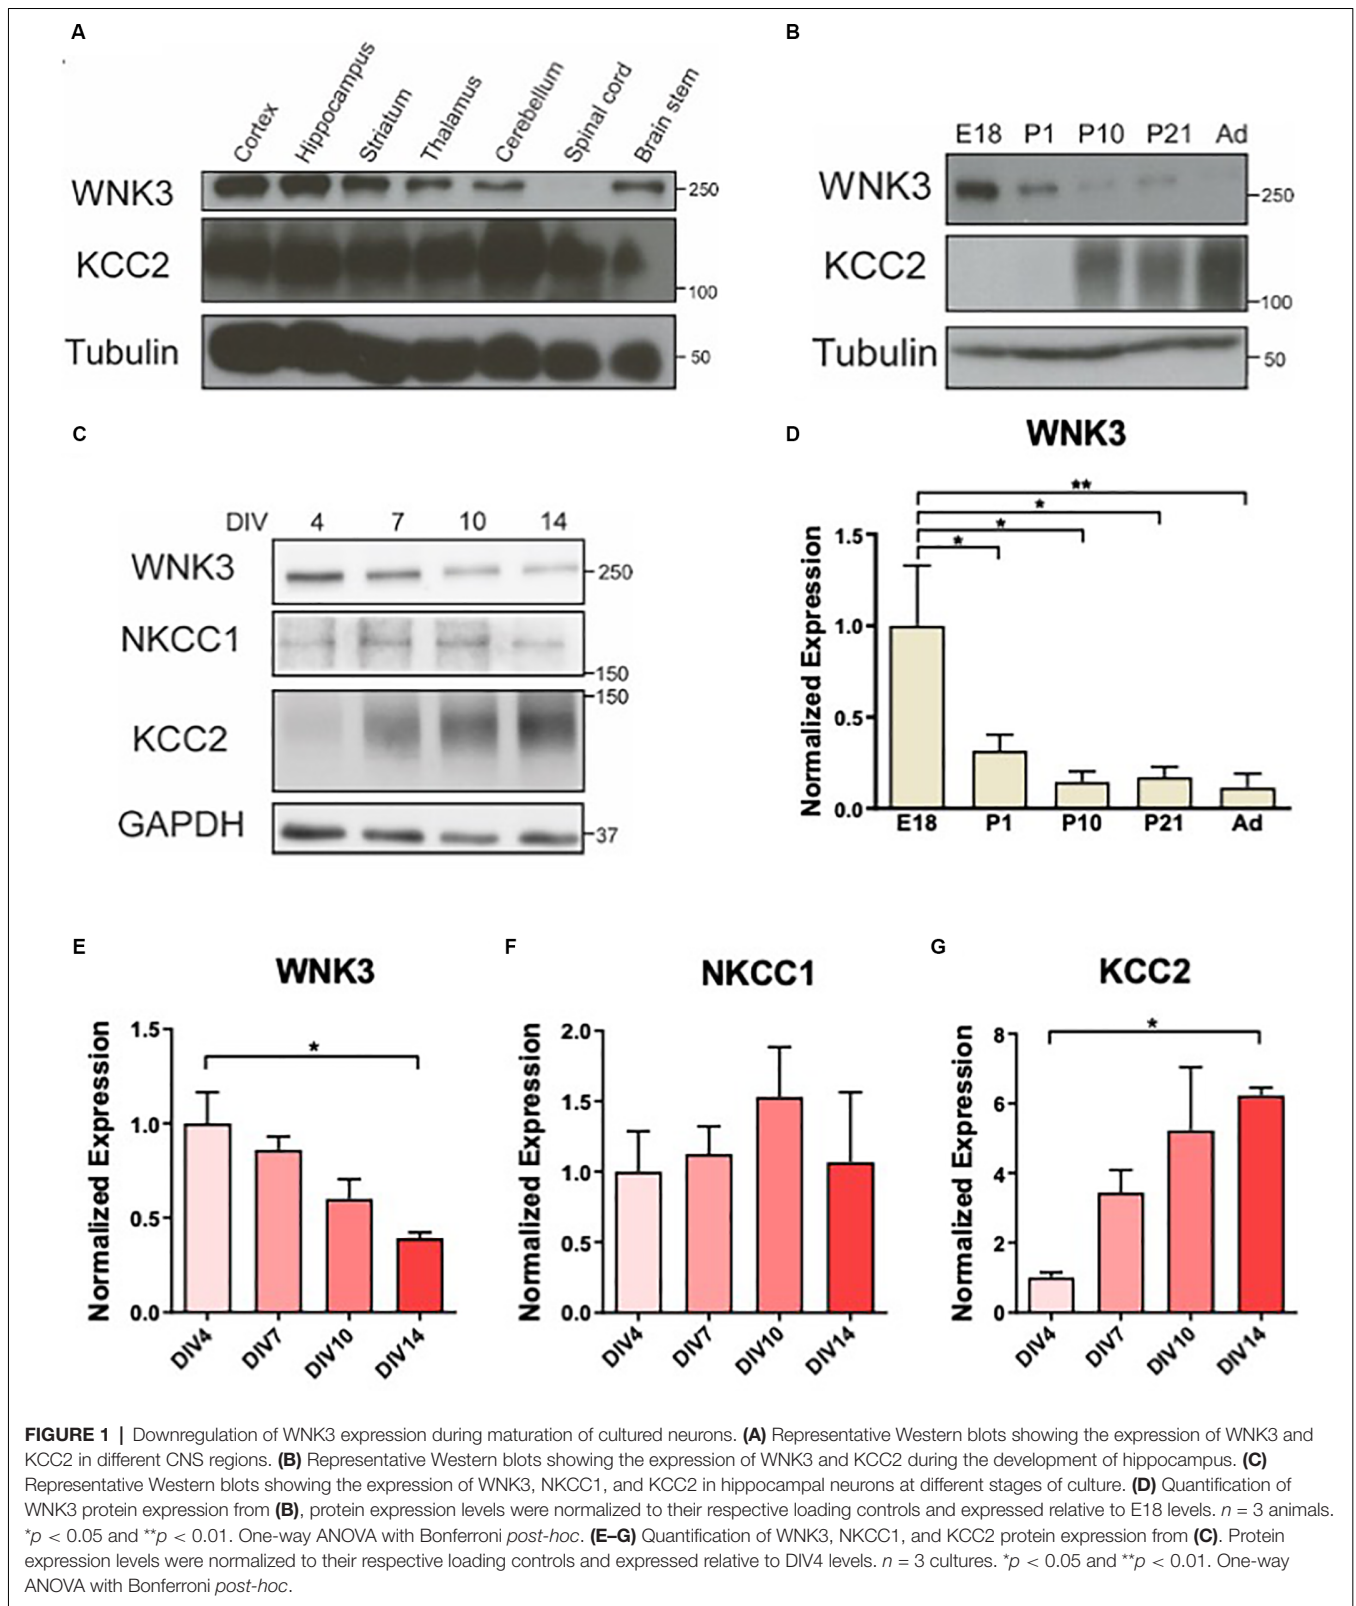 A
Cortex
Hippocampus
Striatum
Thalamus
Cerebellum
Spinal cord
Brain stem
WNK3
250
KCC2
100
Tubulin
50
B
E18 P1 P10 P21 Ad
WNK3
250
KCC2
100
Tubulin
50
C
DIV 4 7 10 14
WNK3
250
NKCC1
150
150
KCC2
GAPDH
37
D
WNK3
Normalized Expression
**
*
*
*
1.5
1.0
0.5
0.0
E18 P1 P10 P21 Ad
E
WNK3
Normalized Expression
*
1.5
1.0
0.5
0.0
DIV4 DIV7 DIV10 DIV14
F
NKCC1
Normalized Expression
2.0
1.5
1.0
0.5
0.0
DIV4 DIV7 DIV10 DIV14
G
KCC2
Normalized Expression
*
8
6
4
2
0
DIV4 DIV7 DIV10 DIV14
FIGURE 1 | Downregulation of WNK3 expression during maturation of cultured neurons. (A) Representative Western blots showing the expression of WNK3 and
KCC2 in different CNS regions. (B) Representative Western blots showing the expression of WNK3 and KCC2 during the development of hippocampus. (C)
Representative Western blots showing the expression of WNK3, NKCC1, and KCC2 in hippocampal neurons at different stages of culture. (D) Quantification of
WNK3 protein expression from (B), protein expression levels were normalized to their respective loading controls and expressed relative to E18 levels. n = 3 animals.
*p < 0.05 and **p < 0.01. One-way ANOVA with Bonferroni post-hoc. (E–G) Quantification of WNK3, NKCC1, and KCC2 protein expression from (C). Protein
expression levels were normalized to their respective loading controls and expressed relative to DIV4 levels. n = 3 cultures. *p < 0.05 and **p < 0.01. One-way
ANOVA with Bonferroni post-hoc.